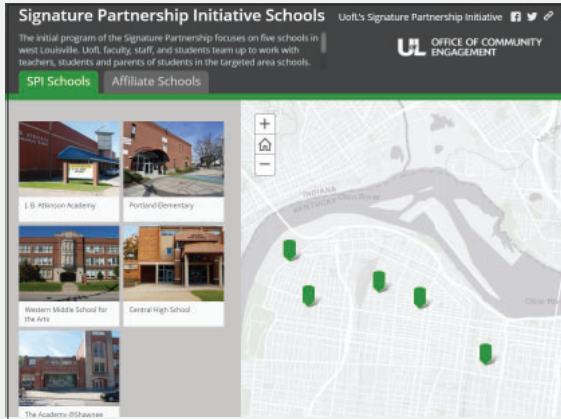 Signature Partnership Initiative Schools
UofL's Signature Partnership Initiative
The initial program of the Signature Partnership focuses on five schools in
west Louisville. UofL, faculty, staff, and students team up to work with
teachers, students and parents of students in the targeted area schools.
UL OFFICE OF COMMUNITY
ENGAGEMENT
SPI Schools
Affiliate Schools
J. B. Atkinson Academy
Portland Elementary
Western Middle School for
the Arts
Central High School
The Academy @Shawnee
+
−
INDIANA
KENTUCKY
Ohio River